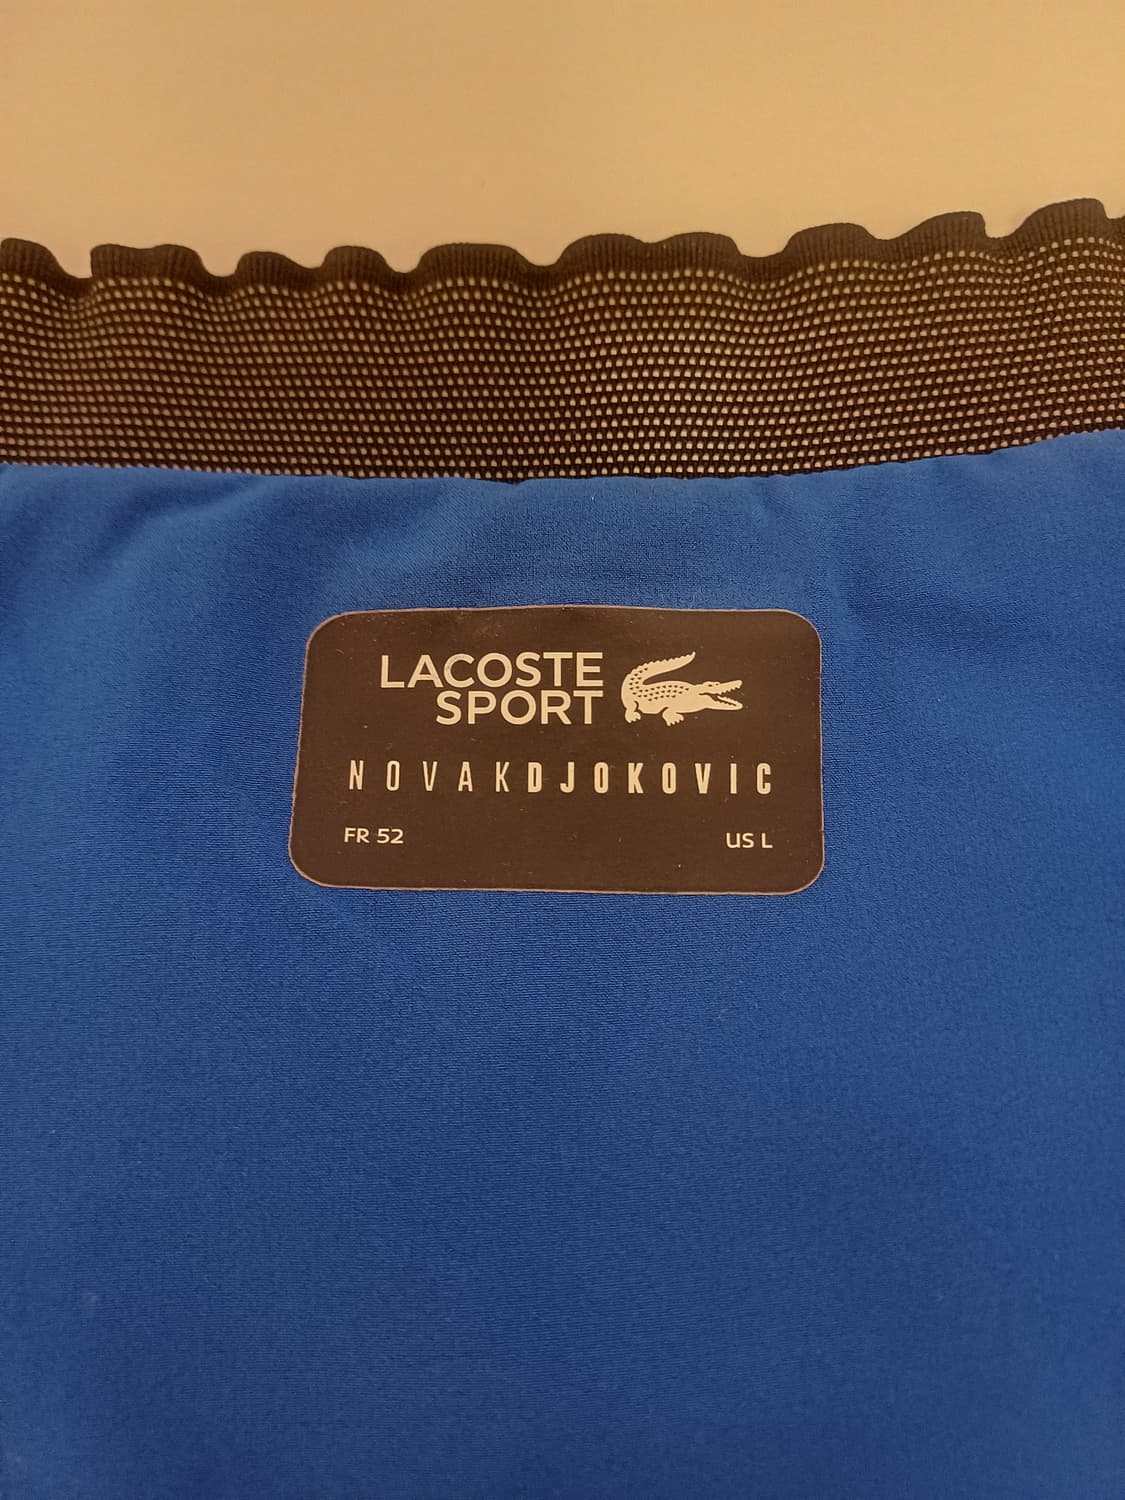 LACOSTE
SPORT
NOVAKDJOKOVIC
FR 52 US L